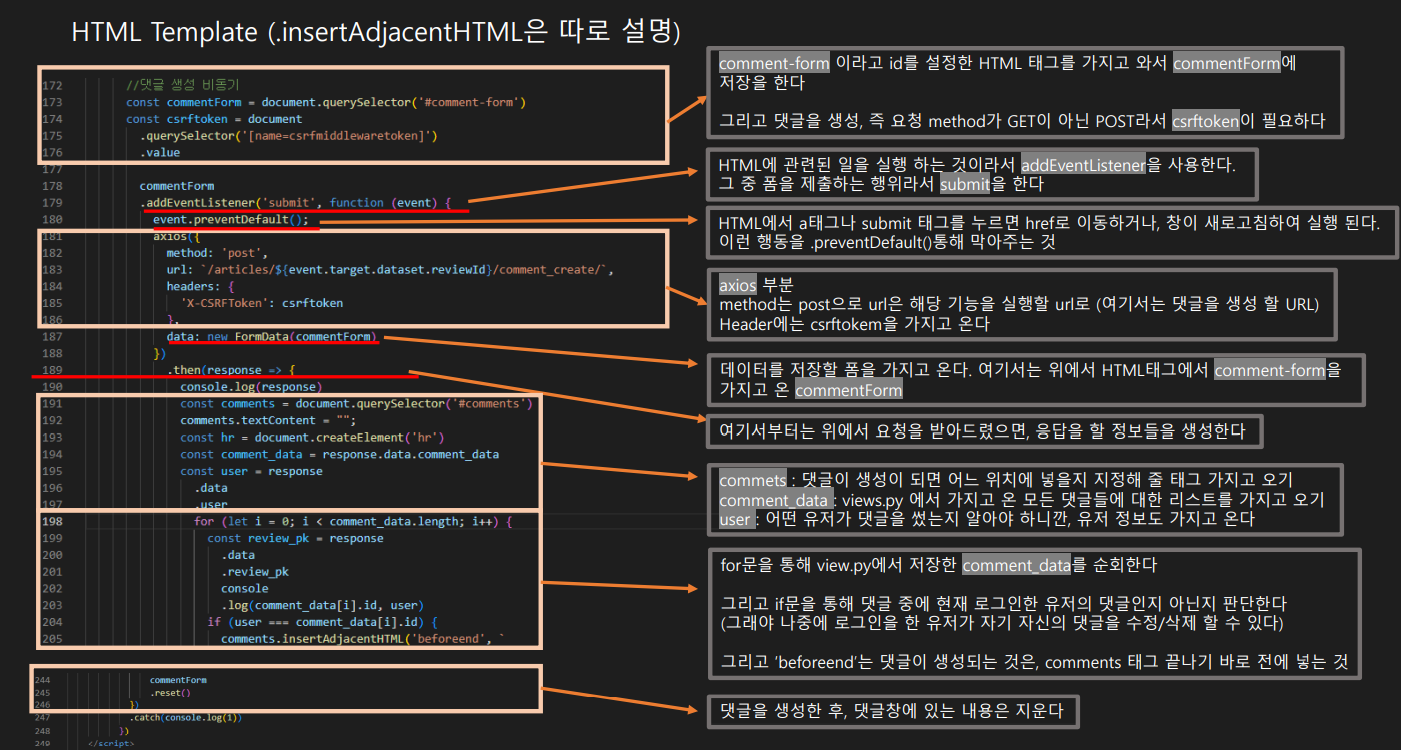 HTML Template (.insertAdjacentHTML은 따로 설명)
172 //댓글 생성 비동기
173 const commentForm = document.querySelector('#comment-form')
174 const csrftoken = document
175 .querySelector('[name=csrfmiddlewaretoken]')
176 .value
177
178 commentForm
179 .addEventListener('submit', function (event) {
180 event.preventDefault();
181 axios({
182 method: 'post',
183 url: `/articles/${event.target.dataset.reviewId}/comment_create/`,
184 headers: {
185 'X-CSRFToken': csrftoken
186 },
187 data: new FormData(commentForm)
188 })
189 .then(response => {
190 console.log(response)
191 const comments = document.querySelector('#comments')
192 comments.textContent = "";
193 const hr = document.createElement('hr')
194 const comment_data = response.data.comment_data
195 const user = response
196 .data
197 .user
198 for (let i = 0; i < comment_data.length; i++) {
199 const review_pk = response
200 .data
201 .review_pk
202 console
203 .log(comment_data[i].id, user)
204 if (user === comment_data[i].id) {
205 comments.insertAdjacentHTML('beforeend', `
244 commentForm
245 .reset()
246 })
247 .catch(console.log(1))
248 })
249 </script>
comment-form 이라고 id를 설정한 HTML 태그를 가지고 와서 commentForm에
저장을 한다
그리고 댓글을 생성, 즉 요청 method가 GET이 아닌 POST라서 csrftoken이 필요하다
HTML에 관련된 일을 실행 하는 것이라서 addEventListener을 사용한다.
그 중 폼을 제출하는 행위라서 submit을 한다
HTML에서 a태그나 submit 태그를 누르면 href로 이동하거나, 창이 새로고침하여 실행 된다.
이런 행동을 .preventDefault()통해 막아주는 것
axios 부분
method는 post으로 url은 해당 기능을 실행할 url로 (여기서는 댓글을 생성 할 URL)
Header에는 csrftokem을 가지고 온다
데이터를 저장할 폼을 가지고 온다. 여기서는 위에서 HTML태그에서 comment-form을
가지고 온 commentForm
여기서부터는 위에서 요청을 받아드렸으면, 응답을 할 정보들을 생성한다
commets : 댓글이 생성이 되면 어느 위치에 넣을지 지정해 줄 태그 가지고 오기
comment_data : views.py 에서 가지고 온 모든 댓글들에 대한 리스트를 가지고 오기
user : 어떤 유저가 댓글을 썼는지 알아야 하니깐, 유저 정보도 가지고 온다
for문을 통해 view.py에서 저장한 comment_data를 순회한다
그리고 if문을 통해 댓글 중에 현재 로그인한 유저의 댓글인지 아닌지 판단한다
(그래야 나중에 로그인을 한 유저가 자기 자신의 댓글을 수정/삭제 할 수 있다)
그리고 'beforeend'는 댓글이 생성되는 것은, comments 태그 끝나기 바로 전에 넣는 것
댓글을 생성한 후, 댓글창에 있는 내용은 지운다